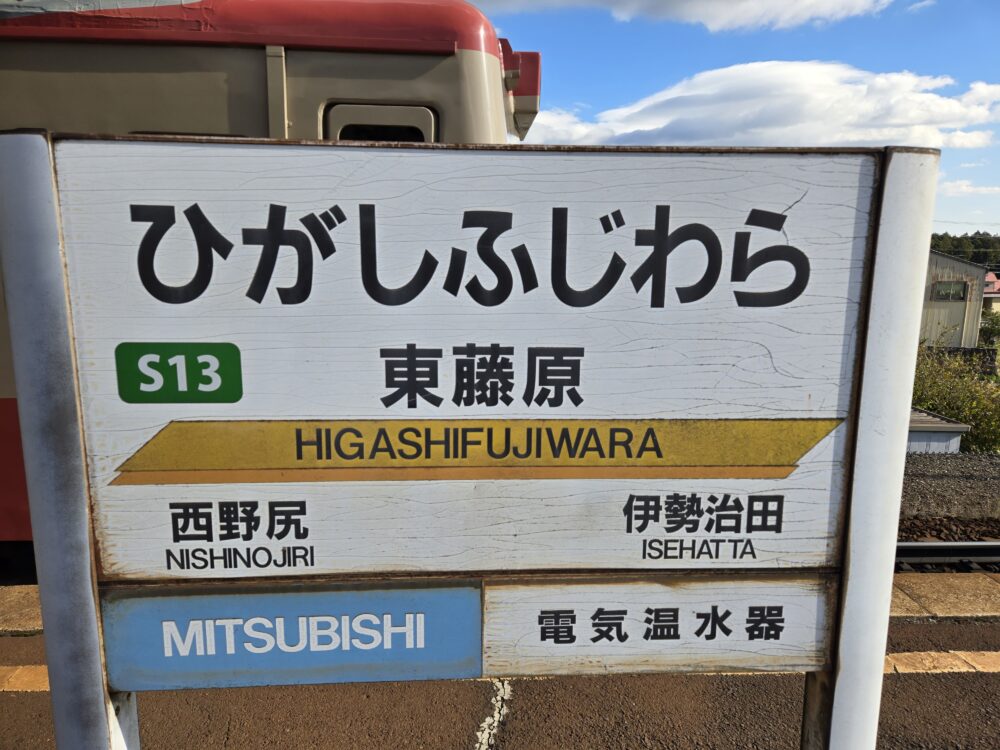 ひがしふじわら
S13
東藤原
HIGASHIFUJIWARA
西野尻
NISHINOJIRI
伊勢治田
ISEHATTA
MITSUBISHI
電気温水器